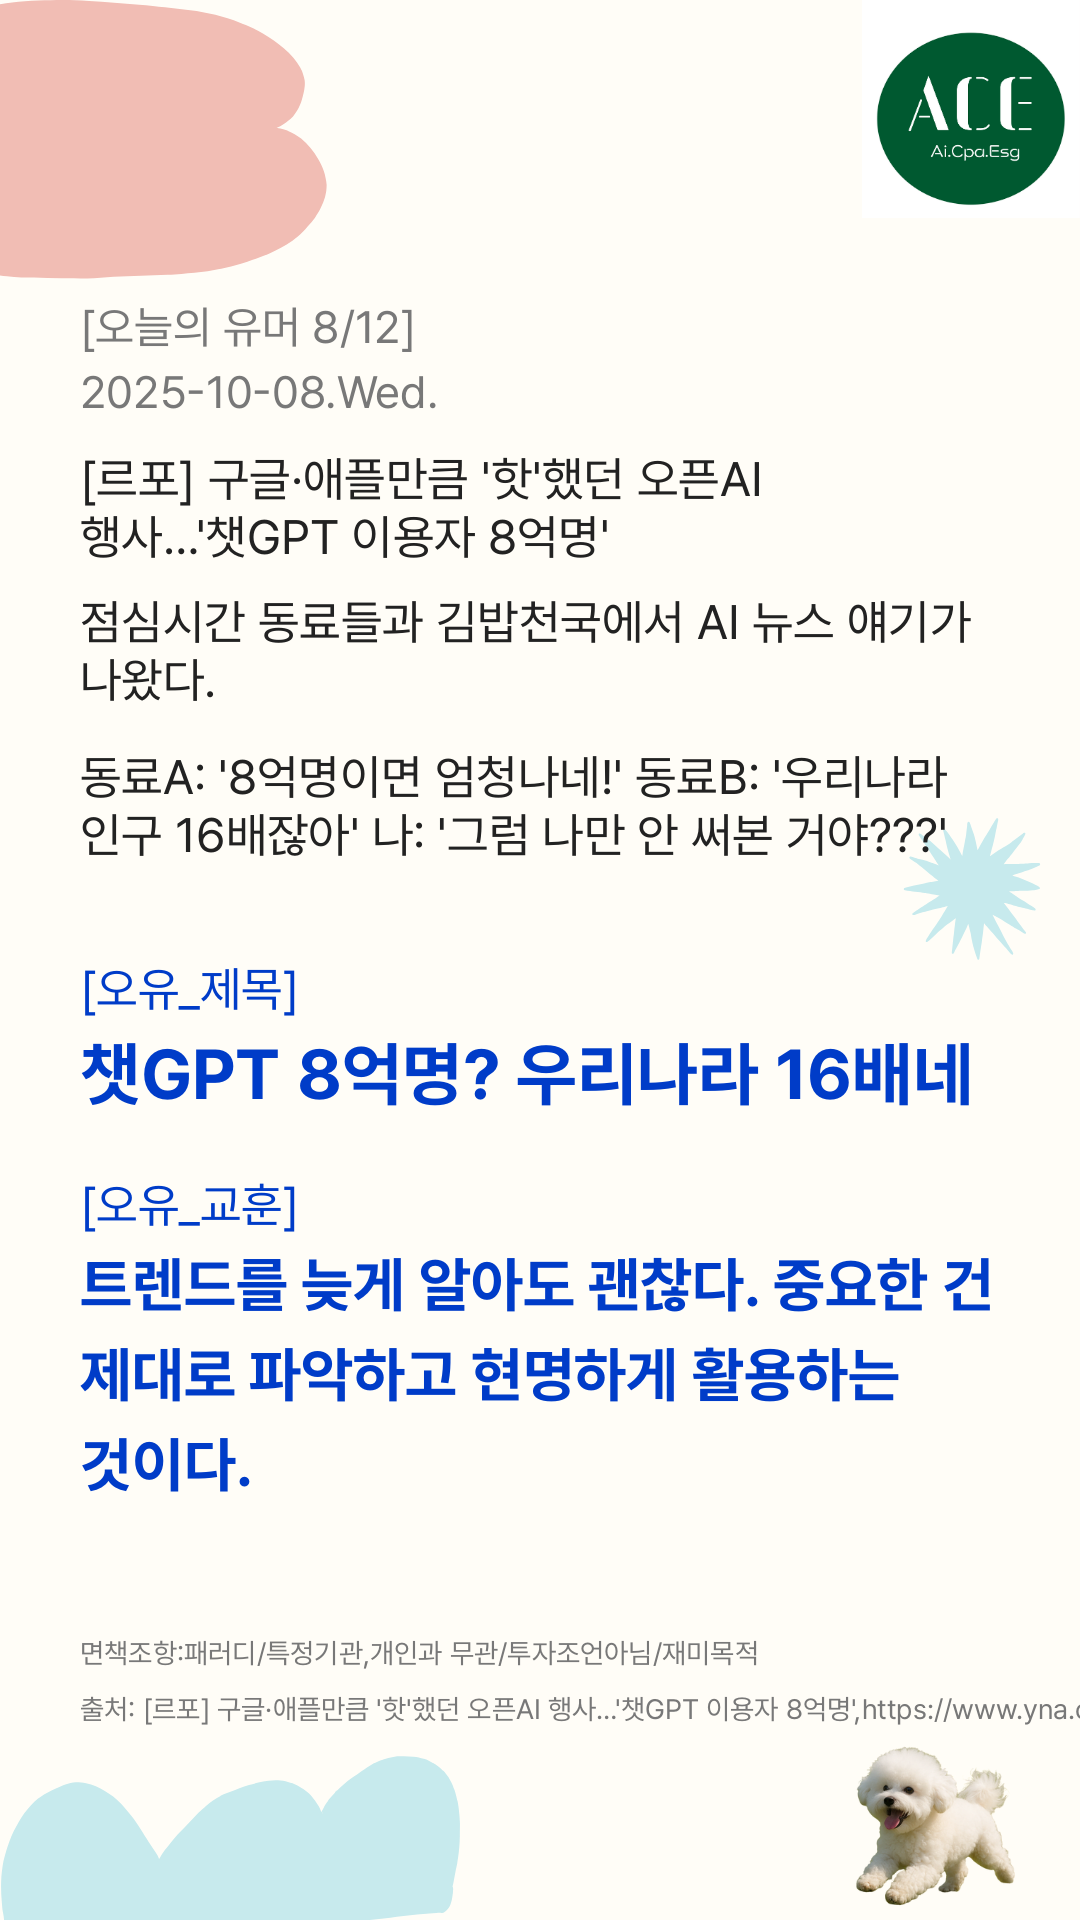 ACE
Ai.Cpa.Esg
[오늘의 유머 8/12]
2025-10-08.Wed.
[르포] 구글·애플만큼 '핫'했던 오픈AI
행사…'챗GPT 이용자 8억명'
점심시간 동료들과 김밥천국에서 AI 뉴스 얘기가
나왔다.
동료A: '8억명이면 엄청나네!' 동료B: '우리나라
인구 16배잖아' 나: '그럼 나만 안 써본 거야???'
[오유_제목]
챗GPT 8억명? 우리나라 16배네
[오유_교훈]
트렌드를 늦게 알아도 괜찮다. 중요한 건
제대로 파악하고 현명하게 활용하는
것이다.
면책조항:패러디/특정기관,개인과 무관/투자조언아님/재미목적
출처: [르포] 구글·애플만큼 '핫'했던 오픈AI 행사…'챗GPT 이용자 8억명',https://www.yna.c